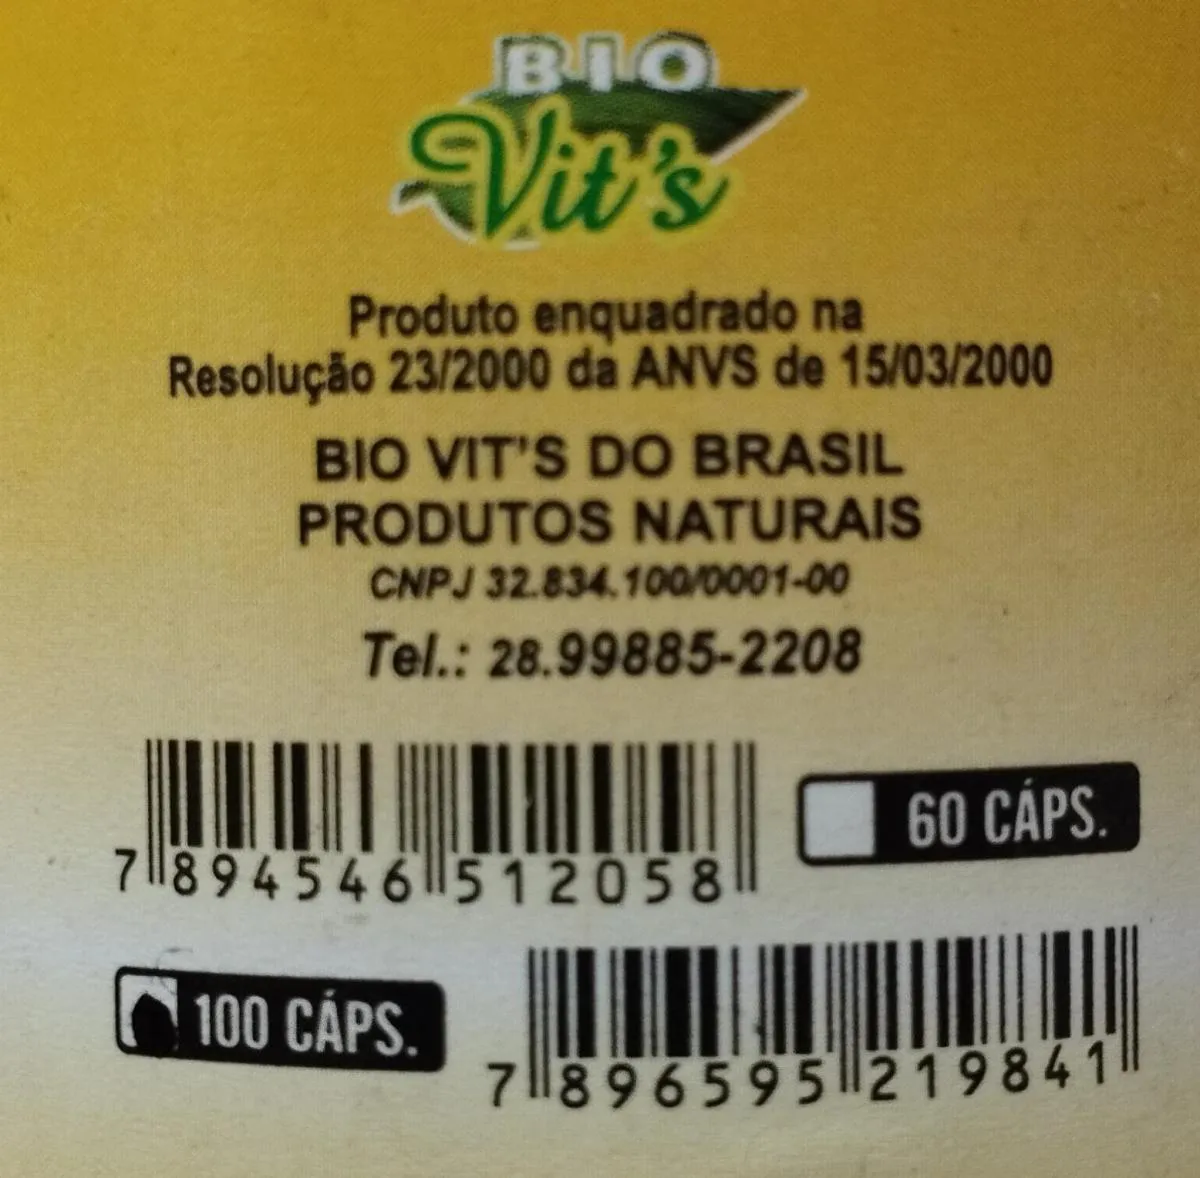 BIO
Vit's
Produto enquadrado na
Resolução 23/2000 da ANVS de 15/03/2000
BIO VIT'S DO BRASIL
PRODUTOS NATURAIS
CNPJ 32.834.100/0001-00
Tel.: 28.99885-2208
60 CÁPS.
7 894546 512058
100 CÁPS.
7 896595 219841